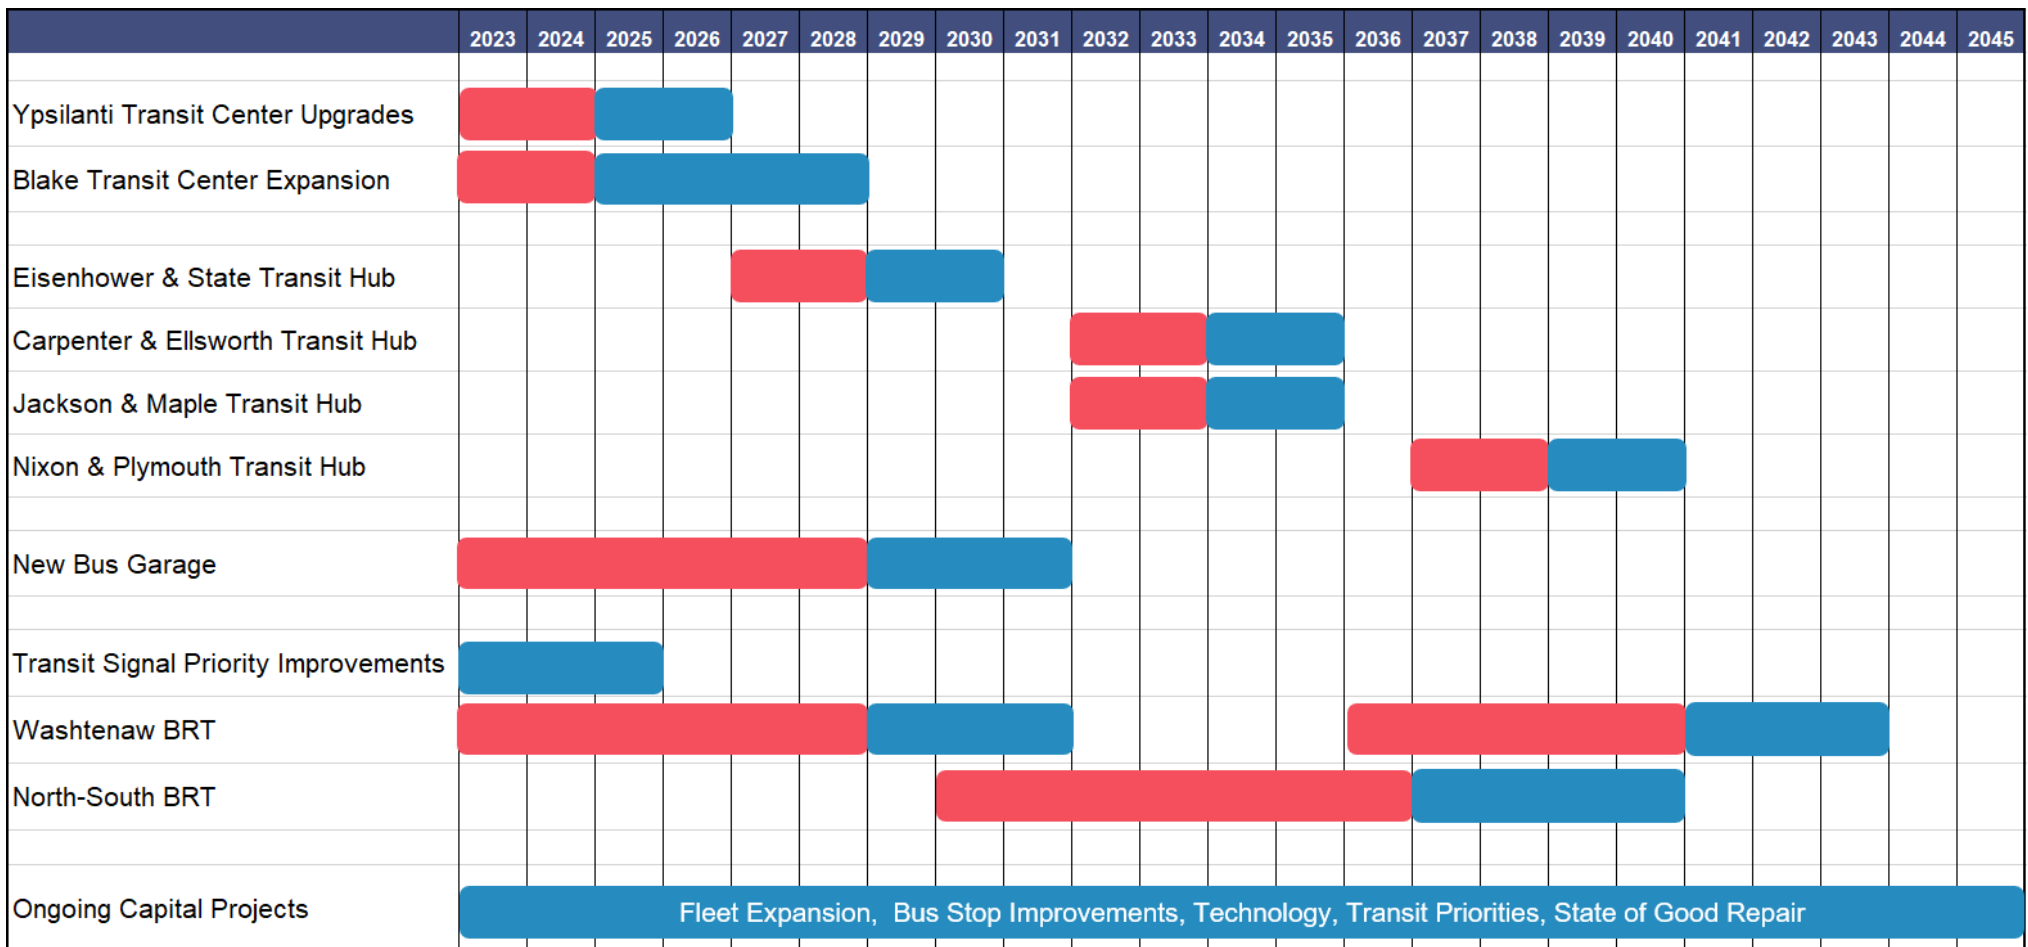 2023 2024 2025 2026 2027 2028 2029 2030 2031 2032 2033 2034 2035 2036 2037 2038 2039 2040 2041 2042 2043 2044 2045
Ypsilanti Transit Center Upgrades
Blake Transit Center Expansion
Eisenhower & State Transit Hub
Carpenter & Ellsworth Transit Hub
Jackson & Maple Transit Hub
Nixon & Plymouth Transit Hub
New Bus Garage
Transit Signal Priority Improvements
Washtenaw BRT
North-South BRT
Ongoing Capital Projects Fleet Expansion, Bus Stop Improvements, Technology, Transit Priorities, State of Good Repair